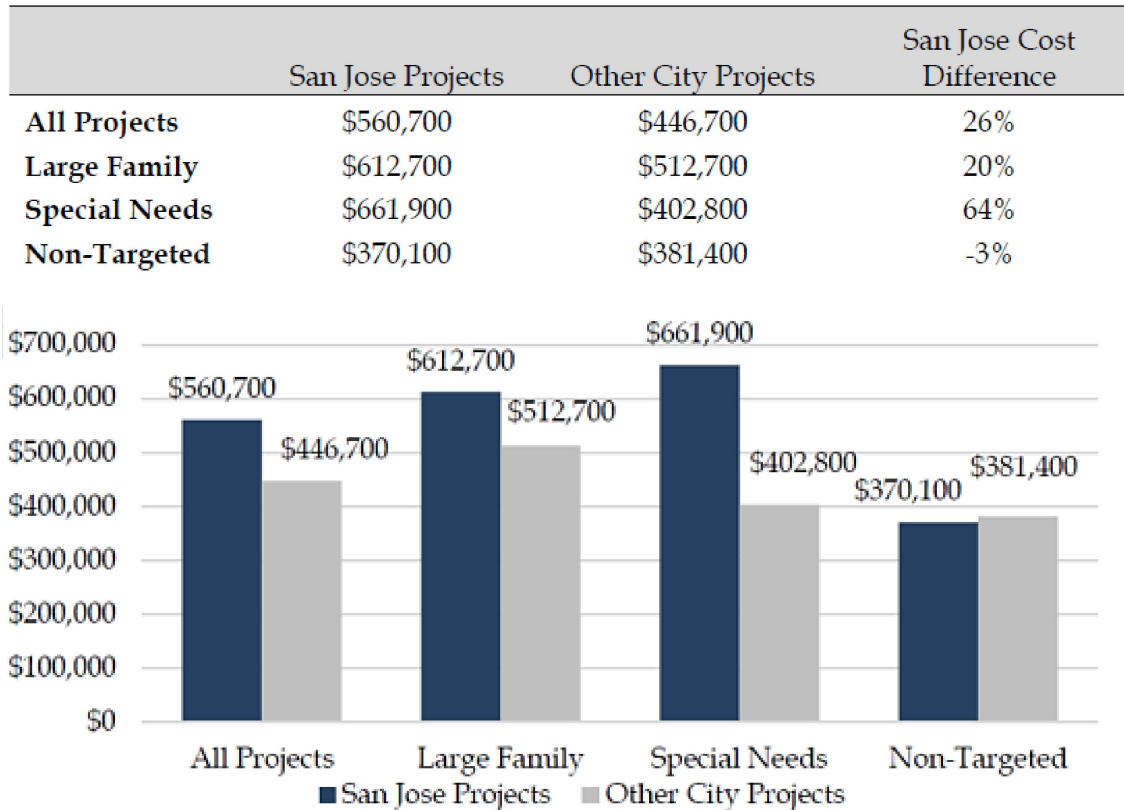 San Jose Cost
San Jose Projects Other City Projects Difference
All Projects $560,700 $446,700 26%
Large Family $612,700 $512,700 20%
Special Needs $661,900 $402,800 64%
Non-Targeted $370,100 $381,400 -3%
$700,000
$600,000
$500,000
$400,000
$300,000
$200,000
$100,000
$0
$560,700
$446,700
$612,700
$512,700
$661,900
$402,800
$370,100
$381,400
All Projects Large Family Special Needs Non-Targeted
San Jose Projects Other City Projects